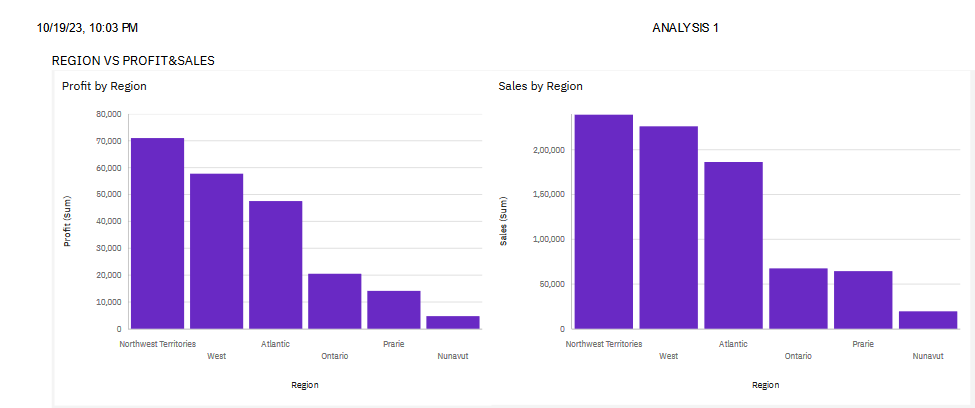 10/19/23, 10:03 PM
ANALYSIS 1
REGION VS PROFIT&SALES
Profit by Region
80,000
70,000
60,000
50,000
40,000
30,000
20,000
10,000
0
Profit (Sum)
Northwest Territories
West
Atlantic
Ontario
Prarie
Nunavut
Region
Sales by Region
2,00,000
1,50,000
1,00,000
50,000
0
Sales (Sum)
Northwest Territories
West
Atlantic
Ontario
Prarie
Nunavut
Region